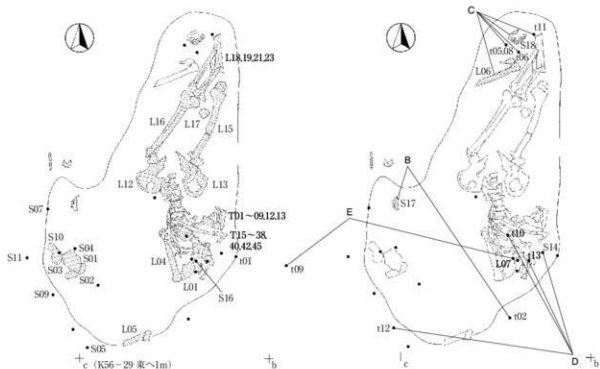 L18,19,21,23
L16
L17
L15
L12
L13
S07
T01～09,12,13
T15～38,
40,42,45
S10
S04
S11
S01
S03
L04
t01
S02
L01
S09
S16
L05
S05
c (K56－29 東へ1m)
b
C
t11
S18
t05,08
t06
L06
B
S17
E
t10
S14
L07
t13
t09
t02
t12
D
c
b